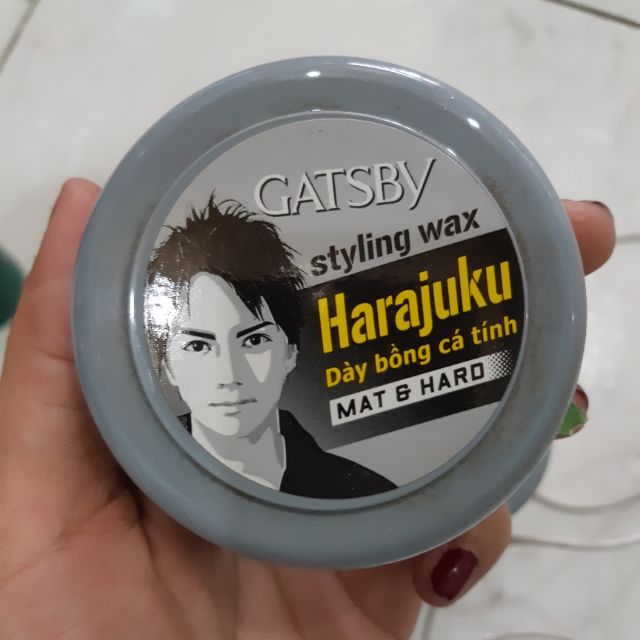 GATSBY
styling wax
Harajuku
Dày bồng cá tính
MAT & HARD